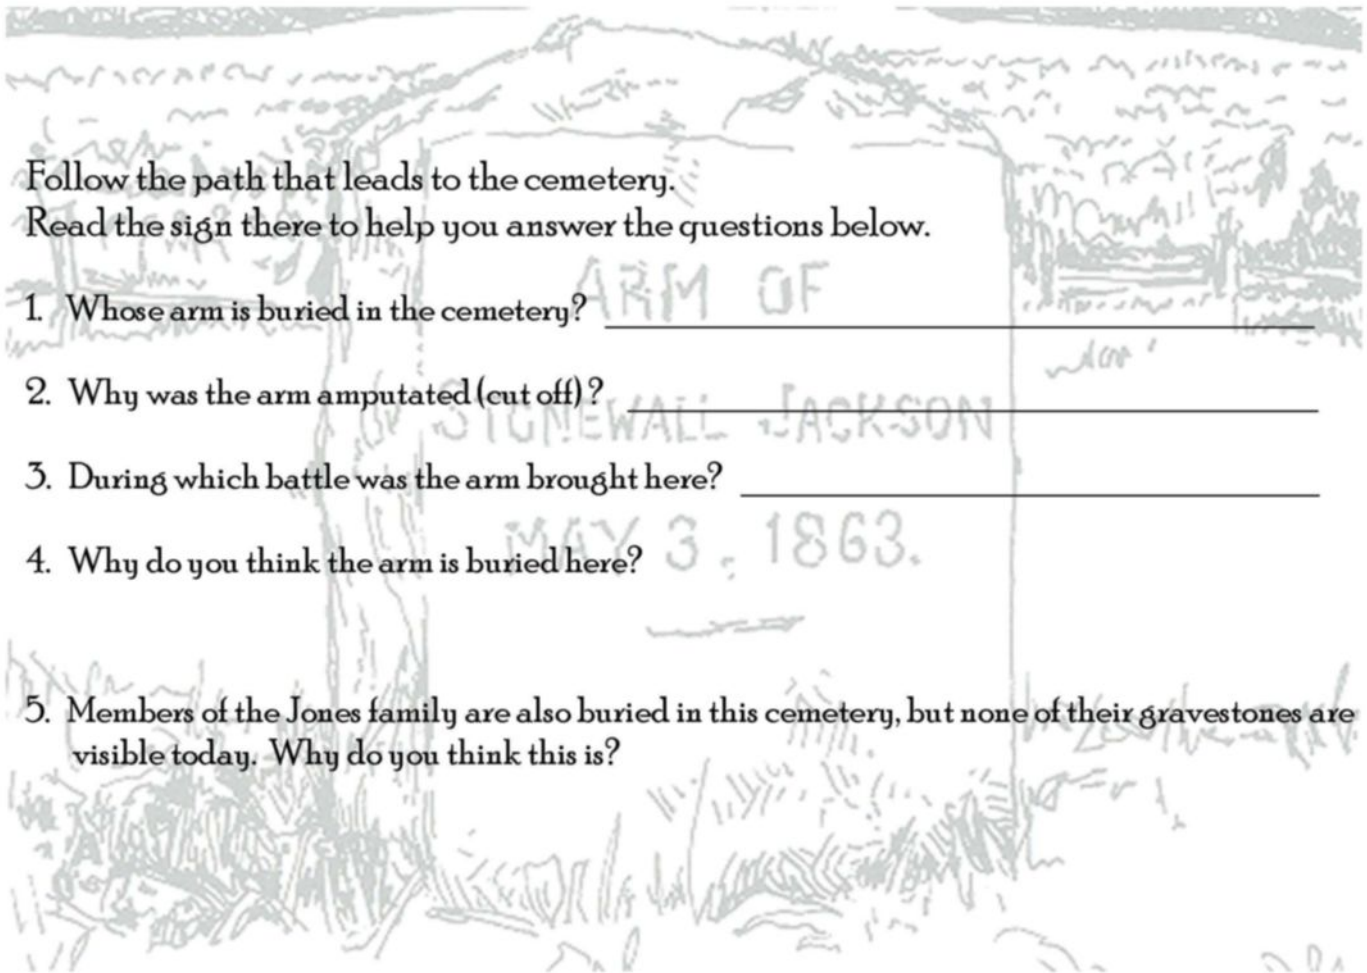 Follow the path that leads to the cemetery.
Read the sign there to help you answer the questions below.
ARM OF
1. Whose arm is buried in the cemetery?
2. Why was the arm amputated (cut off)?
STONEWALL JACKSON
3. During which battle was the arm brought here?
MAY 3, 1863.
4. Why do you think the arm is buried here?
5. Members of the Jones family are also buried in this cemetery, but none of their gravestones are
visible today. Why do you think this is?